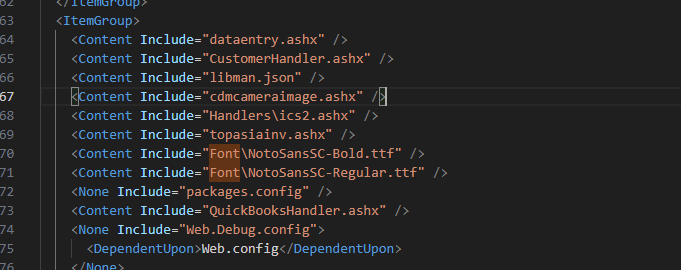 62 </ItemGroup>
63 <ItemGroup>
64 <Content Include="dataentry.ashx" />
65 <Content Include="CustomerHandler.ashx" />
66 <Content Include="libman.json" />
67 <Content Include="cdmcameraimage.ashx" />
68 <Content Include="Handlers\ics2.ashx" />
69 <Content Include="topasiainv.ashx" />
70 <Content Include="Font\NotoSansSC-Bold.ttf" />
71 <Content Include="Font\NotoSansSC-Regular.ttf" />
72 <None Include="packages.config" />
73 <Content Include="QuickBooksHandler.ashx" />
74 <None Include="Web.Debug.config">
75 <DependentUpon>Web.config</DependentUpon>
76 </None>